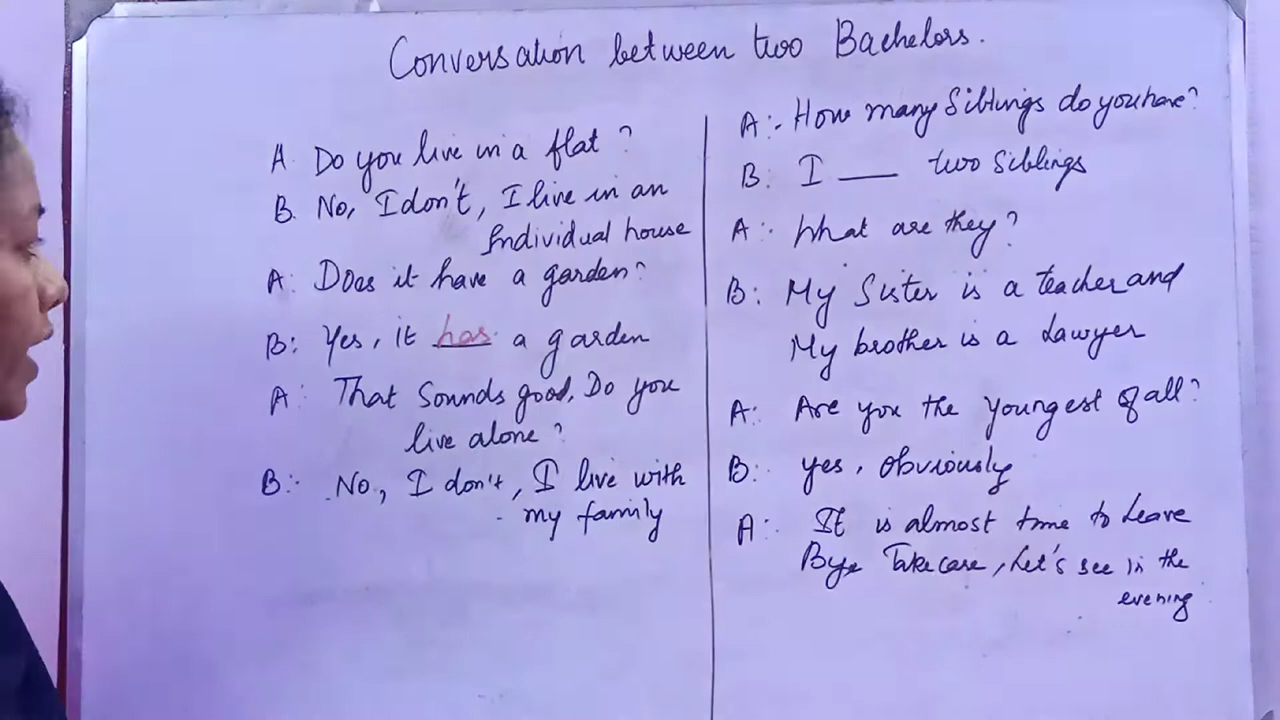 Conversation between two Bachelors.
A. Do you live in a flat?
B. No, I don't, I live in an
Individual house
A: Does it have a garden?
B: Yes, it has a garden
A: That Sounds good. Do you
live alone?
B:- No, I don't, I live with
my family
A:- How many Siblings do you have?
B: I ___ two Siblings
A:- What are they?
B: My Sister is a teacher and
My brother is a Lawyer
A: Are you the youngest of all?
B: yes, Obviously
A:- It is almost time to Leave
Bye Take care, Let's see in the
evening